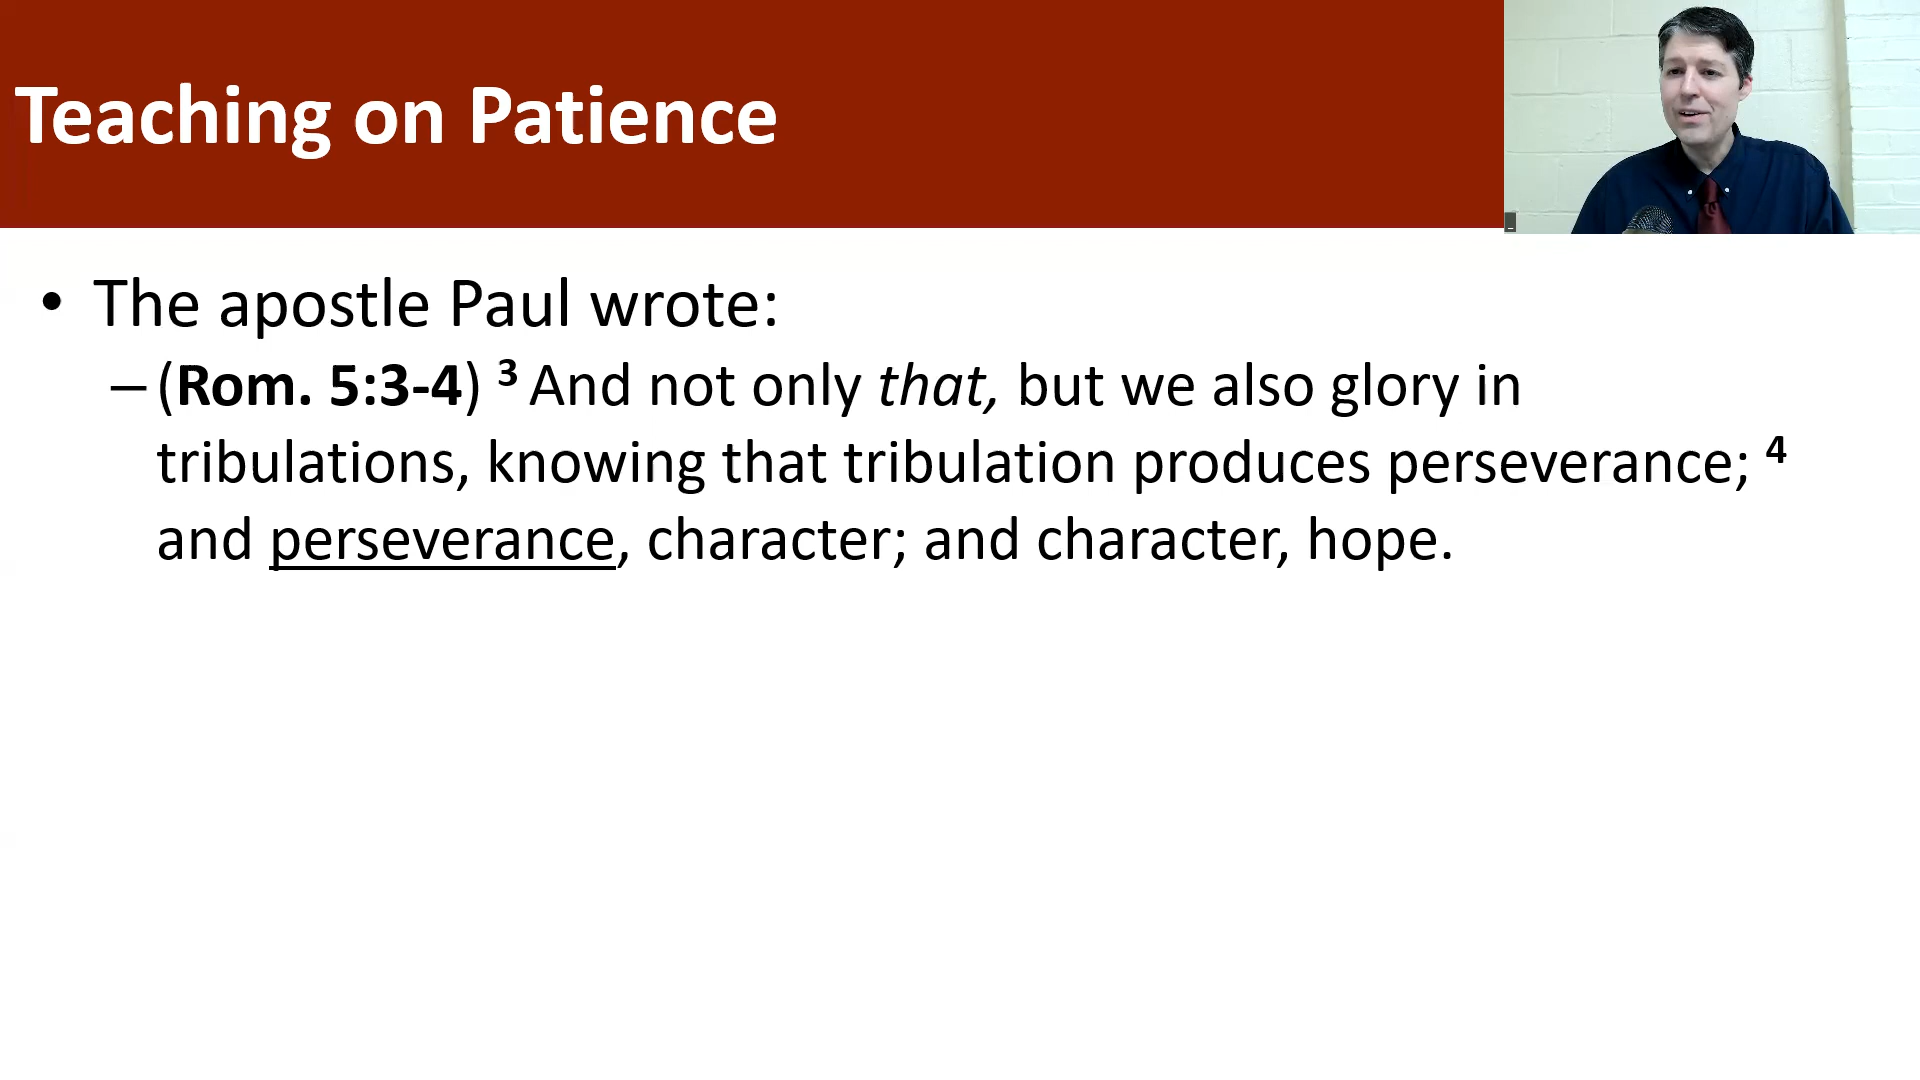 Teaching on Patience
• The apostle Paul wrote:
– (Rom. 5:3-4) ³ And not only that, but we also glory in
tribulations, knowing that tribulation produces perseverance; ⁴
and perseverance, character; and character, hope.